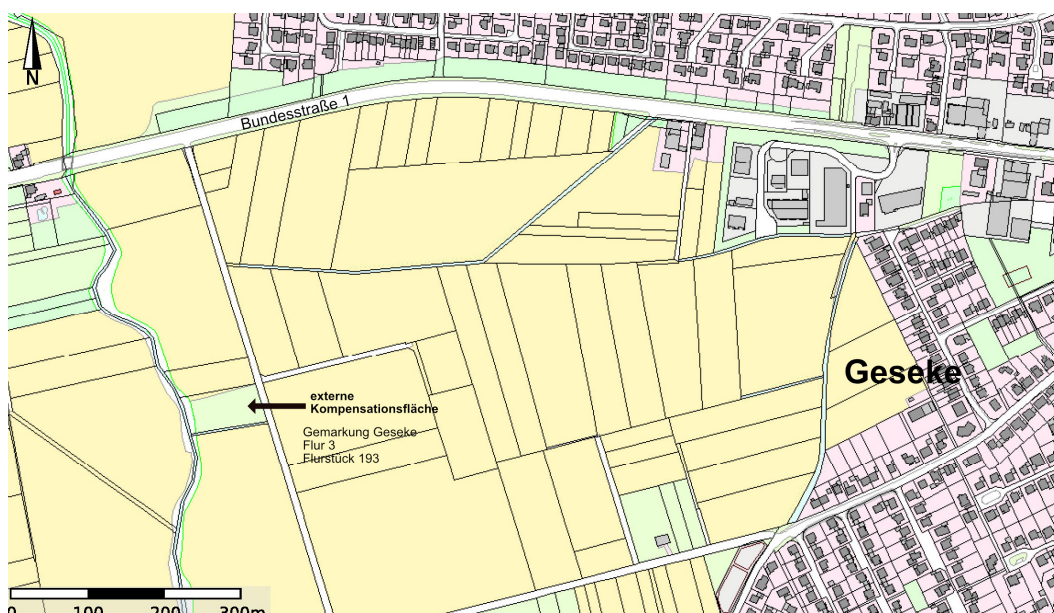 N
Bundesstraße 1
Geseke
externe
Kompensationsfläche
Gemarkung Geseke
Flur 3
Flurstück 193
0 100 200 300m